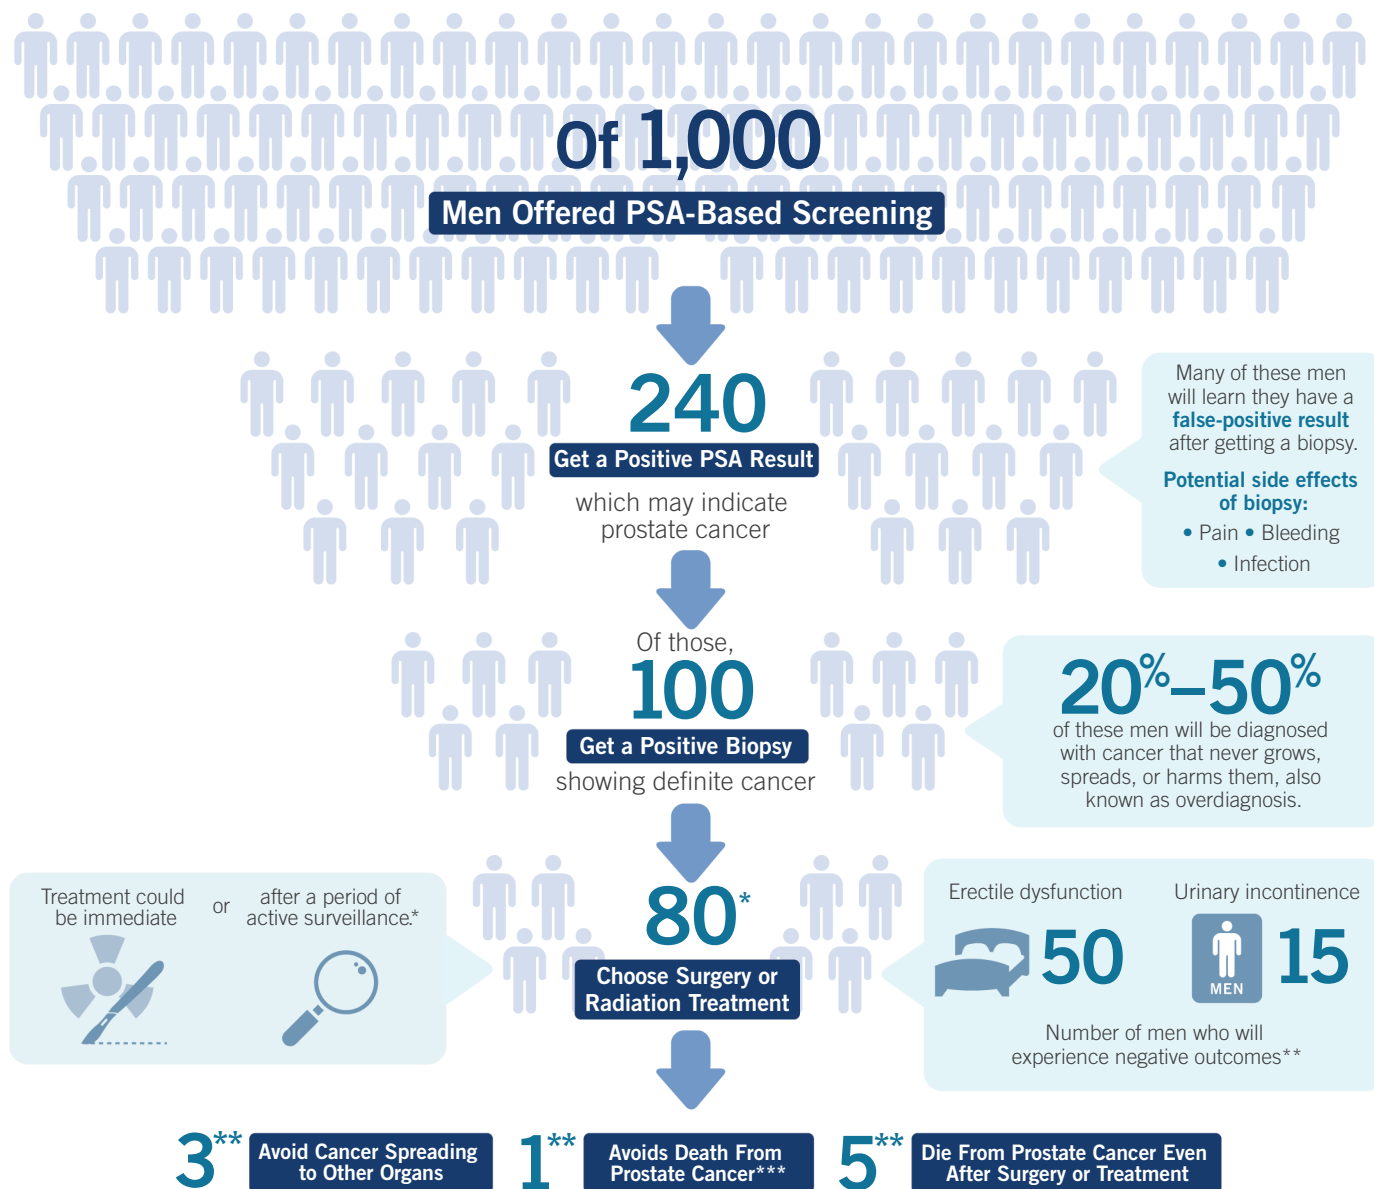 Of 1,000
Men Offered PSA-Based Screening
240
Get a Positive PSA Result
which may indicate
prostate cancer
Many of these men
will learn they have a
false-positive result
after getting a biopsy.
Potential side effects
of biopsy:
• Pain • Bleeding
• Infection
Of those,
100
Get a Positive Biopsy
showing definite cancer
20%–50%
of these men will be diagnosed
with cancer that never grows,
spreads, or harms them, also
known as overdiagnosis.
80*
Choose Surgery or
Radiation Treatment
Treatment could
be immediate
or
after a period of
active surveillance.*
Erectile dysfunction
50
Urinary incontinence
MEN
15
Number of men who will
experience negative outcomes**
3**
Avoid Cancer Spreading
to Other Organs
1**
Avoids Death From
Prostate Cancer***
5**
Die From Prostate Cancer Even
After Surgery or Treatment